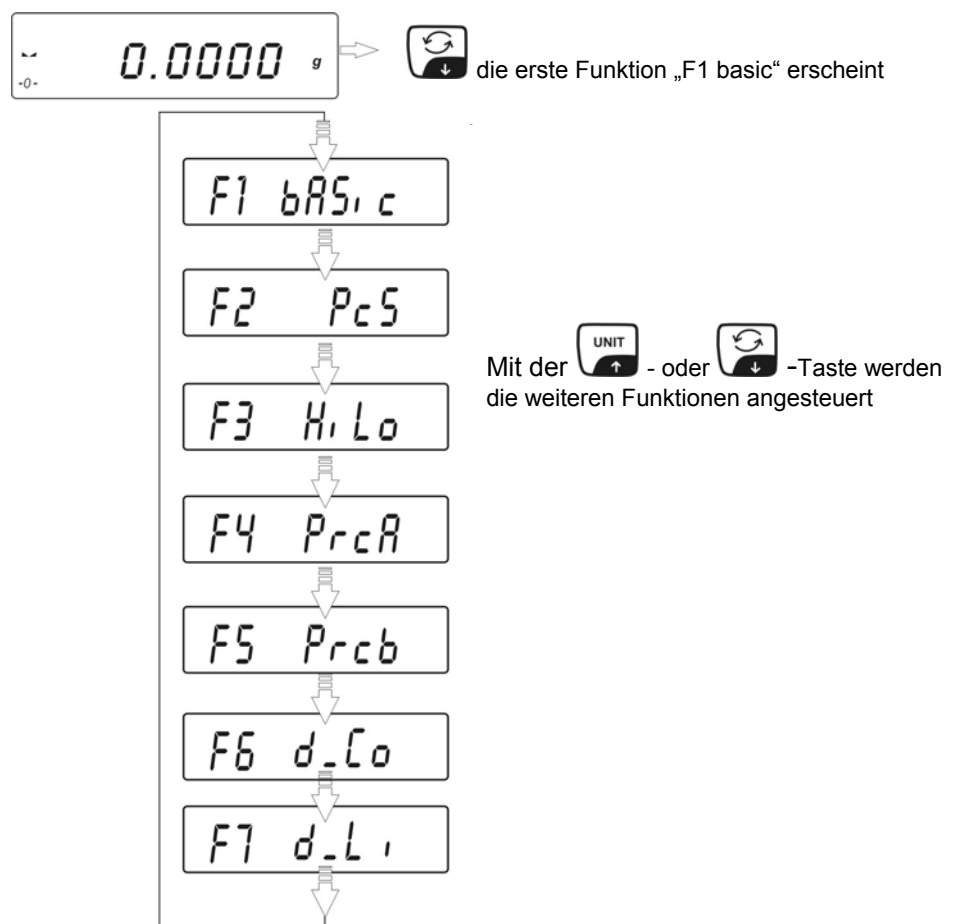 0.0000 g
-0-
die erste Funktion „F1 basic“ erscheint
F1 bASic
F2 PcS
F3 HiLo
UNIT
Mit der - oder -Taste werden
die weiteren Funktionen angesteuert
F4 PrcA
F5 Prcb
F6 d_Co
F7 d_Li